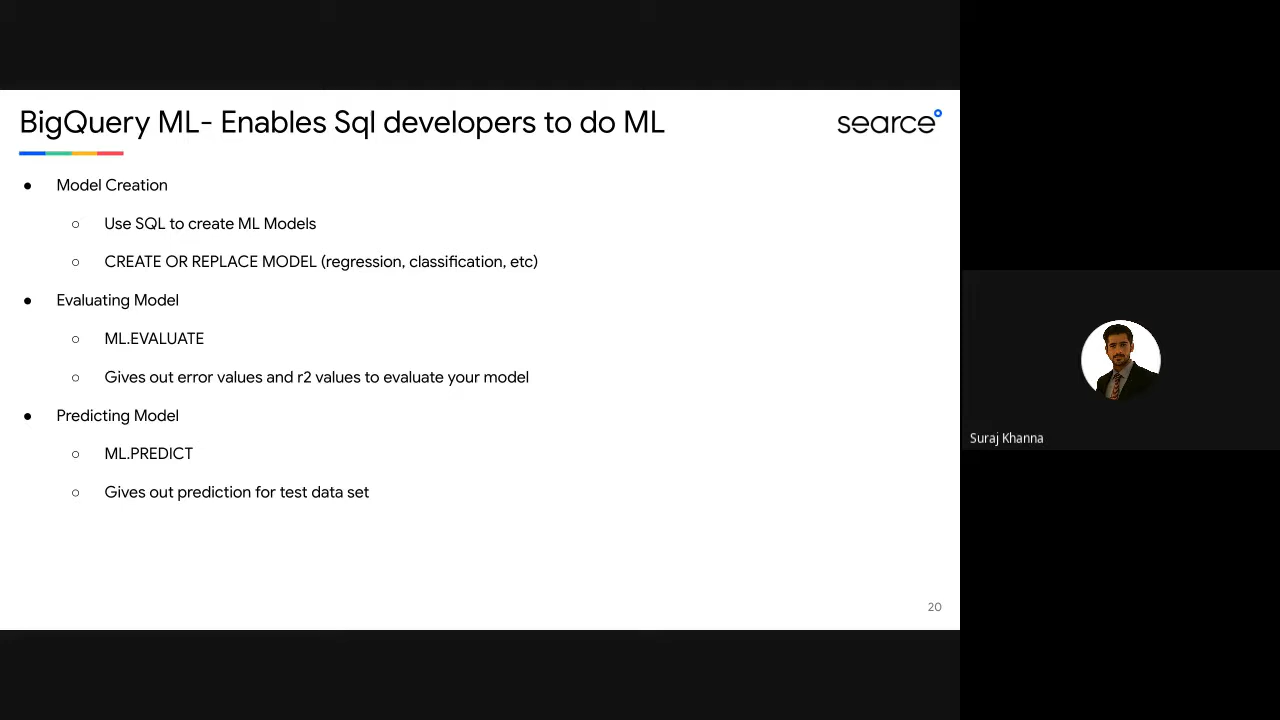 BigQuery ML- Enables Sql developers to do ML
searce
● Model Creation
○ Use SQL to create ML Models
○ CREATE OR REPLACE MODEL (regression, classification, etc)
● Evaluating Model
○ ML.EVALUATE
○ Gives out error values and r2 values to evaluate your model
● Predicting Model
○ ML.PREDICT
○ Gives out prediction for test data set
20
Suraj Khanna